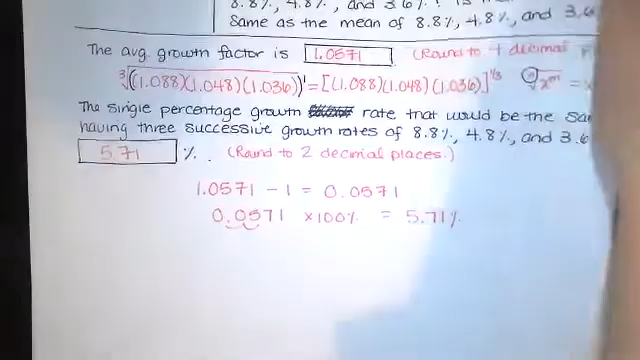 8.8%, 4.8%, and 3.6%? Is
Same as the mean of 8.8%, 4.8%, and 3.6
The avg. growth factor is 1.0571 (Round to 4 decimal
³√((1.088)(1.048)(1.036))¹ = [(1.088)(1.048)(1.036)]^1/3 ⁿ√x^m =
The single percentage growth rate that would be the sa
having three successive growth rates of 8.8%, 4.8%, and 3.6
5.71 %. (Round to 2 decimal places.)
1.0571 - 1 = 0.0571
0.0571 ×100% = 5.71%